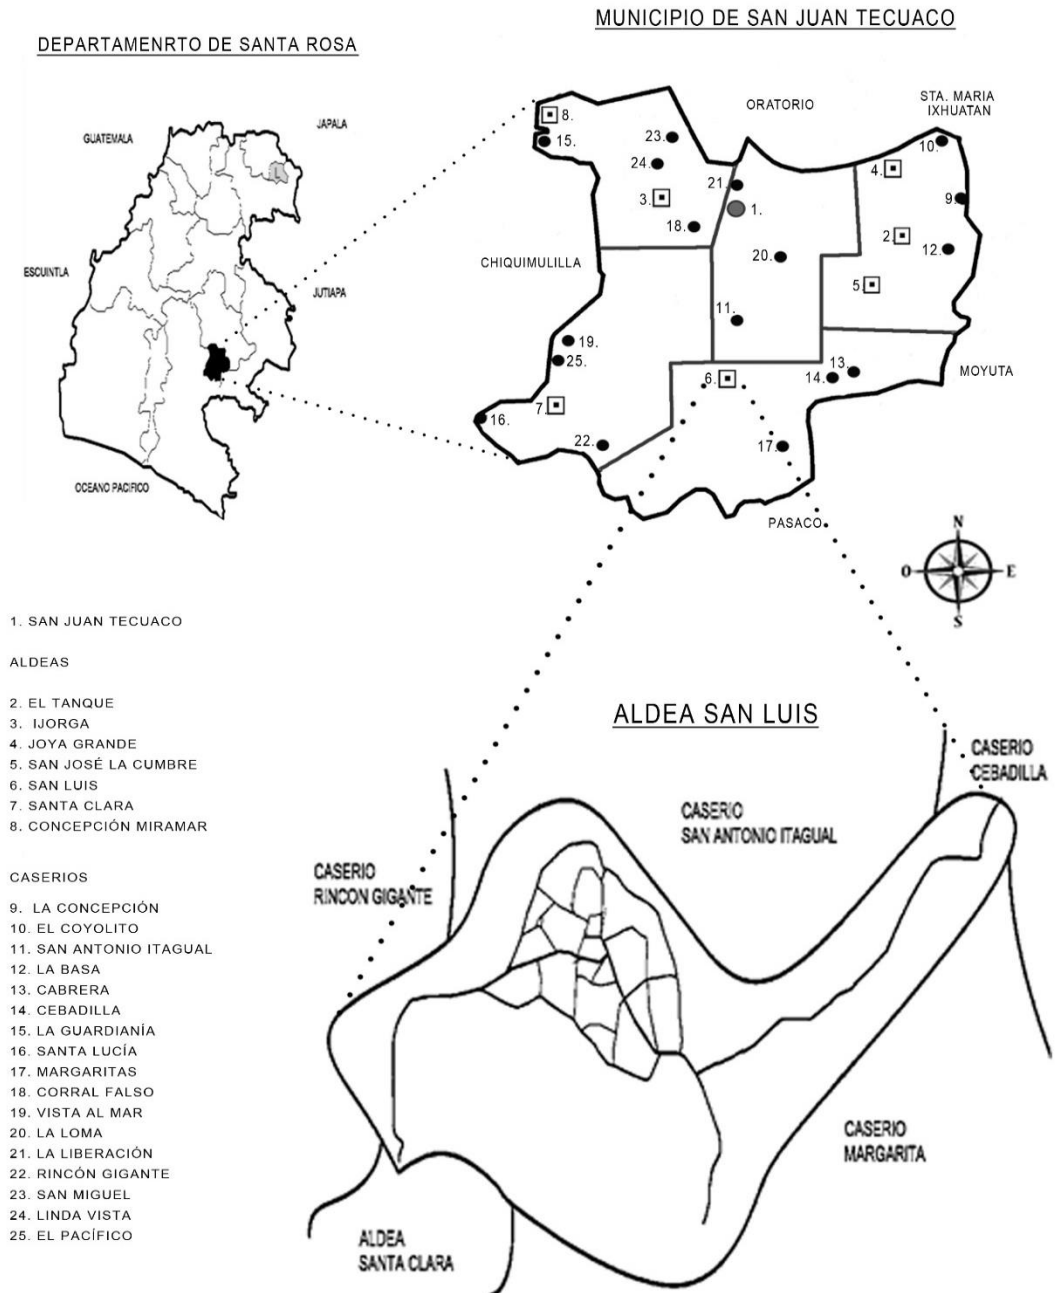 DEPARTAMENRTO DE SANTA ROSA
GUATEMALA
JAPALA
ESCUINTLA
JUTIAPA
OCEANO PACIFICO
MUNICIPIO DE SAN JUAN TECUACO
ORATORIO
STA. MARIA
IXHUATAN
CHIQUIMULILLA
MOYUTA
PASACO
8.
15.
23.
24.
3.
18.
21.
1.
20.
11.
4.
10.
9.
2.
12.
5.
19.
25.
7.
16.
22.
6.
13.
14.
17.
N
O
E
S
1. SAN JUAN TECUACO
ALDEAS
2. EL TANQUE
3. IJORGA
4. JOYA GRANDE
5. SAN JOSÉ LA CUMBRE
6. SAN LUIS
7. SANTA CLARA
8. CONCEPCIÓN MIRAMAR
CASERIOS
9. LA CONCEPCIÓN
10. EL COYOLITO
11. SAN ANTONIO ITAGUAL
12. LA BASA
13. CABRERA
14. CEBADILLA
15. LA GUARDIANÍA
16. SANTA LUCÍA
17. MARGARITAS
18. CORRAL FALSO
19. VISTA AL MAR
20. LA LOMA
21. LA LIBERACIÓN
22. RINCÓN GIGANTE
23. SAN MIGUEL
24. LINDA VISTA
25. EL PACÍFICO
ALDEA SAN LUIS
CASERIO
CEBADILLA
CASERIO
SAN ANTONIO ITAGUAL
CASERIO
RINCON GIGANTE
CASERIO
MARGARITA
ALDEA
SANTA CLARA